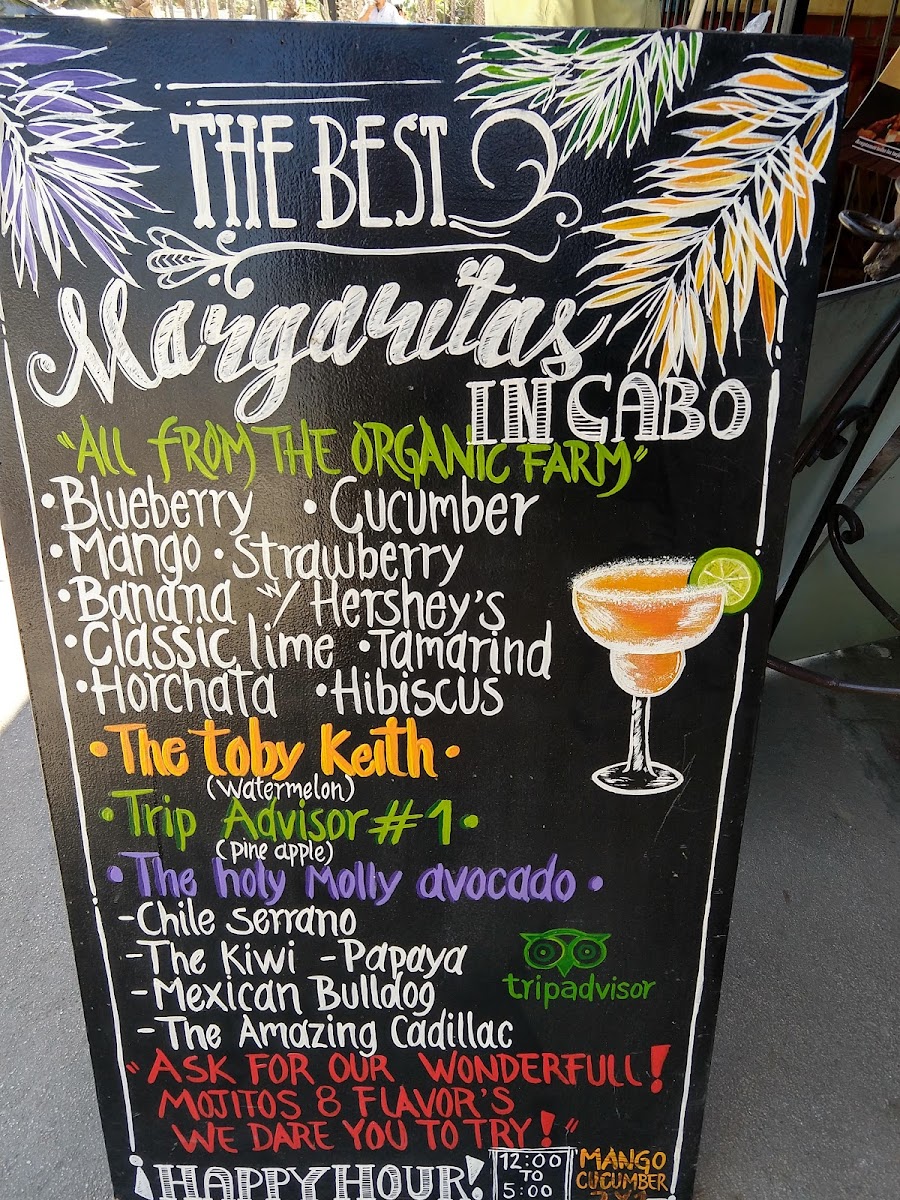 THE BEST
Margaritas
IN CABO
"All FROM THE ORGANIC FARM"
•Blueberry •Cucumber
•Mango •Strawberry
•Banana w/ Hershey's
•Classic lime •Tamarind
•Horchata •Hibiscus
•The toby Keith•
(watermelon)
•Trip Advisor #1•
(pine apple)
•The holy Molly avocado•
-Chile serrano
-The Kiwi -Papaya
-Mexican Bulldog
-The Amazing Cadillac
tripadvisor
"ASK FOR OUR WONDERFULL!
MOJITOS 8 FLAVOR'S
WE DARE YOU TO TRY!"
¡HAPPY HOUR!
12:00
TO
5:00
MANGO
CUCUMBER